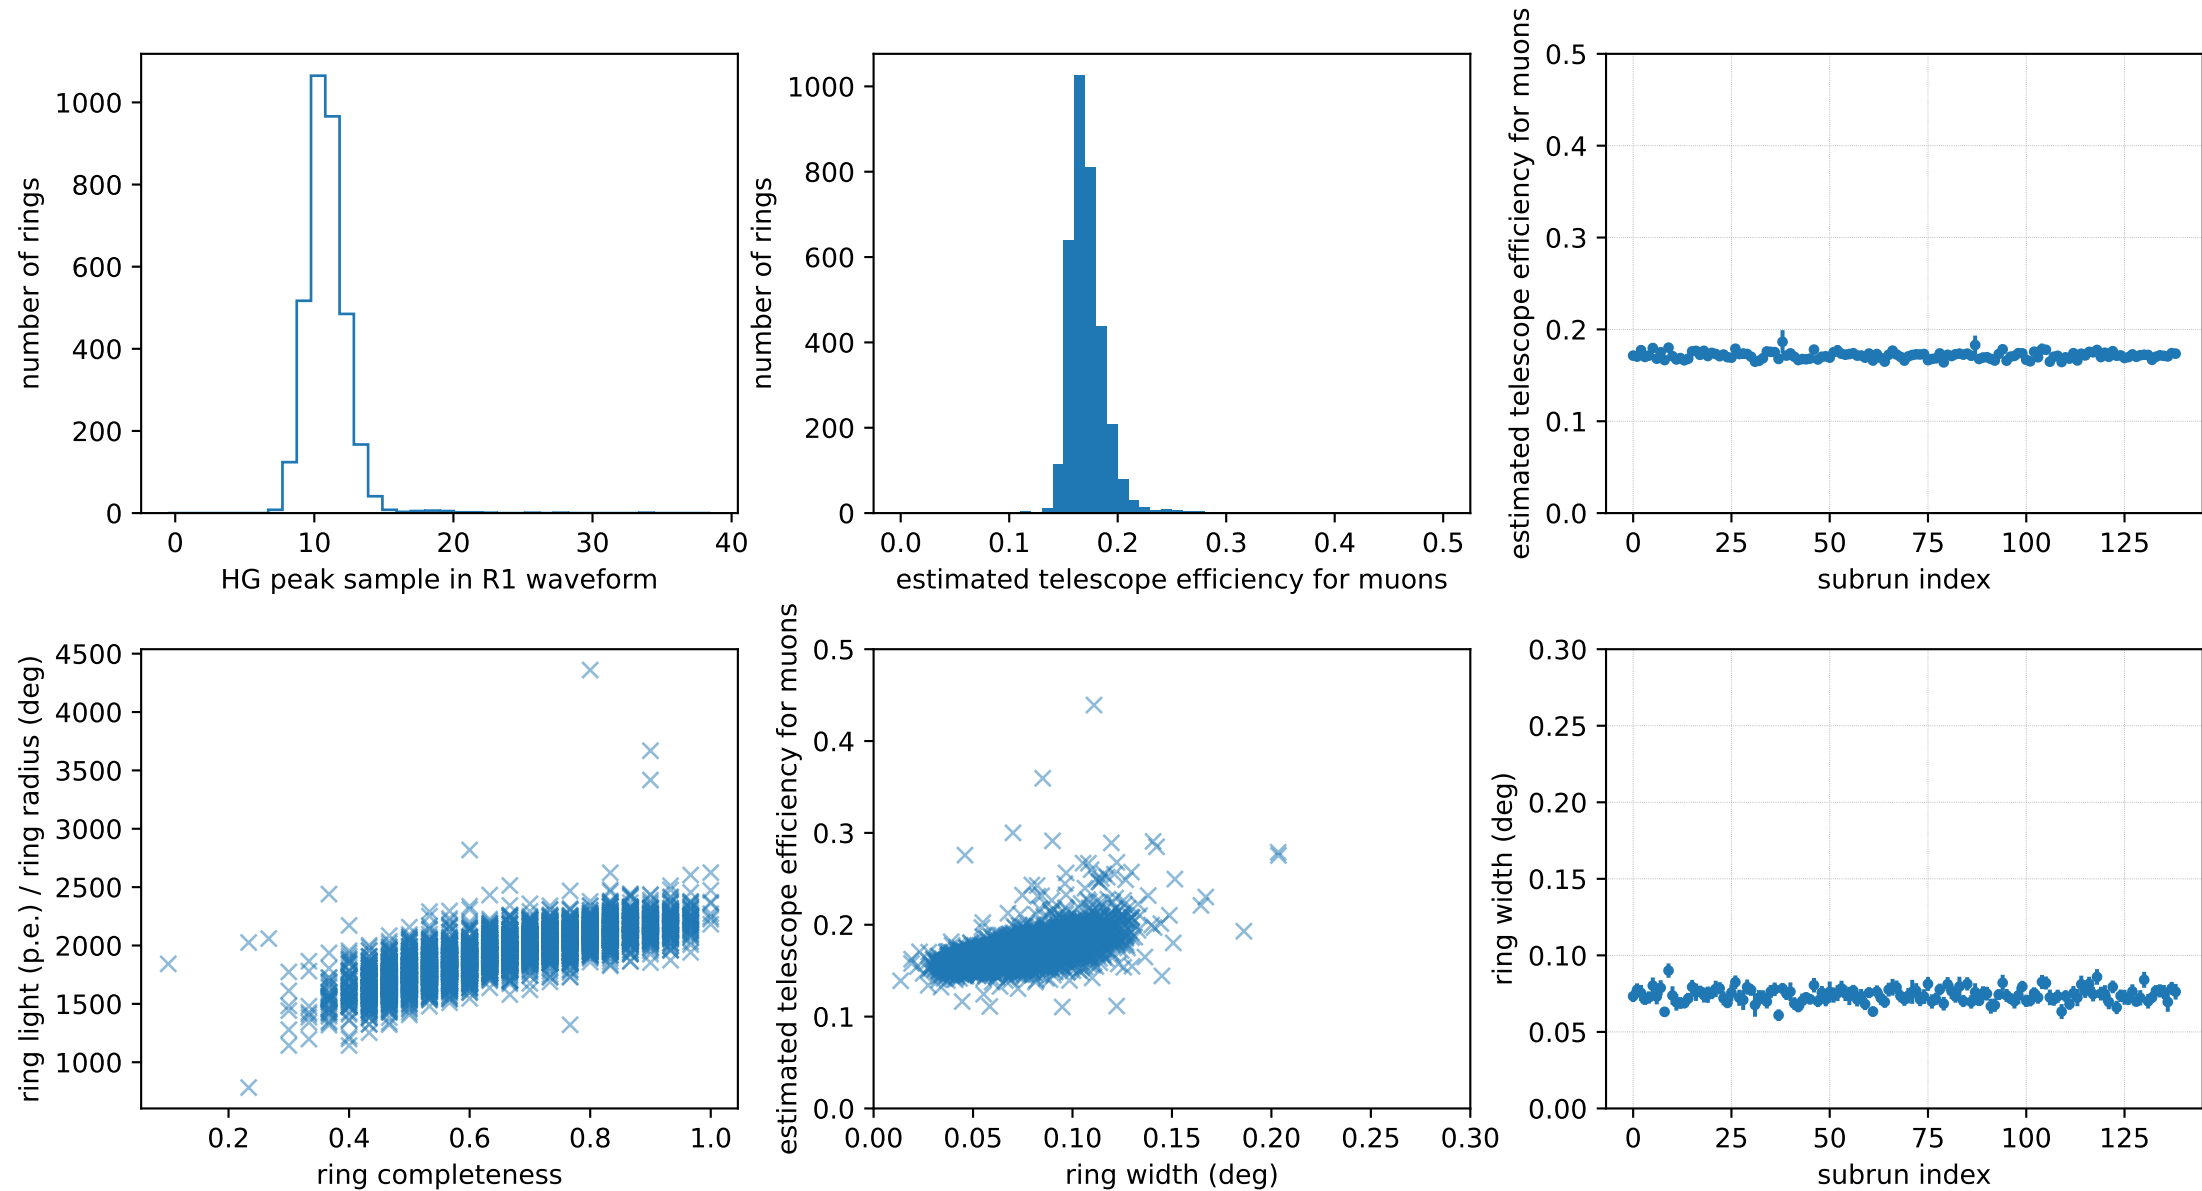 number of rings
1000
800
600
400
200
0
0 10 20 30 40
HG peak sample in R1 waveform
number of rings
1000
800
600
400
200
0
0.0 0.1 0.2 0.3 0.4 0.5
estimated telescope efficiency for muons
estimated telescope efficiency for muons
0.5
0.4
0.3
0.2
0.1
0.0
0 25 50 75 100 125
subrun index
ring light (p.e.) / ring radius (deg)
4500
4000
3500
3000
2500
2000
1500
1000
0.2 0.4 0.6 0.8 1.0
ring completeness
estimated telescope efficiency for muons
0.5
0.4
0.3
0.2
0.1
0.0
0.00 0.05 0.10 0.15 0.20 0.25 0.30
ring width (deg)
ring width (deg)
0.30
0.25
0.20
0.15
0.10
0.05
0.00
0 25 50 75 100 125
subrun index